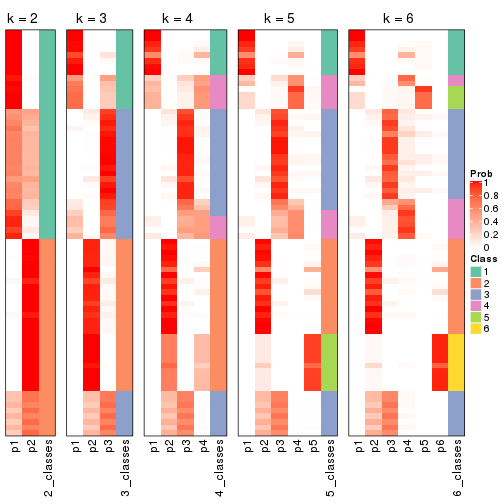 k = 2
k = 3
k = 4
k = 5
k = 6
Prob
1
0.8
0.6
0.4
0.2
0
Class
1
2
3
4
5
6
p1 p2 2_classes
p1 p2 p3 3_classes
p1 p2 p3 p4 4_classes
p1 p2 p3 p4 p5 5_classes
p1 p2 p3 p4 p5 p6 6_classes